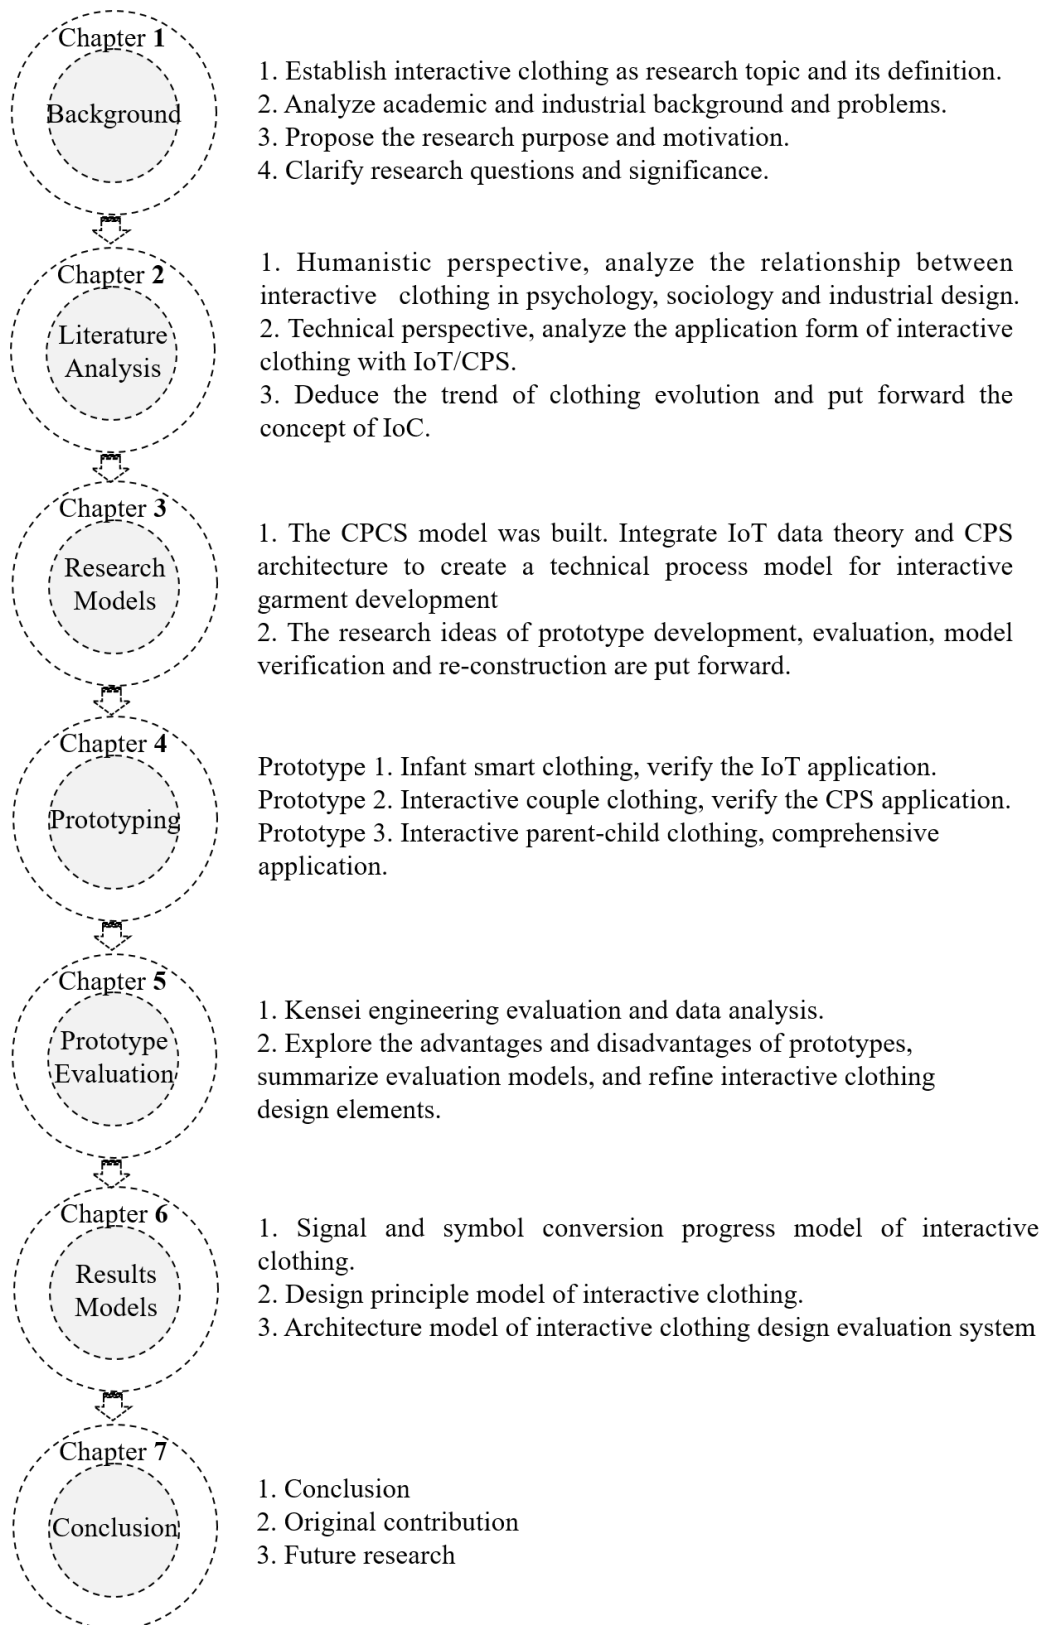 Chapter 1
Background
1. Establish interactive clothing as research topic and its definition.
2. Analyze academic and industrial background and problems.
3. Propose the research purpose and motivation.
4. Clarify research questions and significance.
Chapter 2
Literature
Analysis
1. Humanistic perspective, analyze the relationship between
interactive clothing in psychology, sociology and industrial design.
2. Technical perspective, analyze the application form of interactive
clothing with IoT/CPS.
3. Deduce the trend of clothing evolution and put forward the
concept of IoC.
Chapter 3
Research
Models
1. The CPCS model was built. Integrate IoT data theory and CPS
architecture to create a technical process model for interactive
garment development
2. The research ideas of prototype development, evaluation, model
verification and re-construction are put forward.
Chapter 4
Prototyping
Prototype 1. Infant smart clothing, verify the IoT application.
Prototype 2. Interactive couple clothing, verify the CPS application.
Prototype 3. Interactive parent-child clothing, comprehensive
application.
Chapter 5
Prototype
Evaluation
1. Kensei engineering evaluation and data analysis.
2. Explore the advantages and disadvantages of prototypes,
summarize evaluation models, and refine interactive clothing
design elements.
Chapter 6
Results
Models
1. Signal and symbol conversion progress model of interactive
clothing.
2. Design principle model of interactive clothing.
3. Architecture model of interactive clothing design evaluation system
Chapter 7
Conclusion
1. Conclusion
2. Original contribution
3. Future research